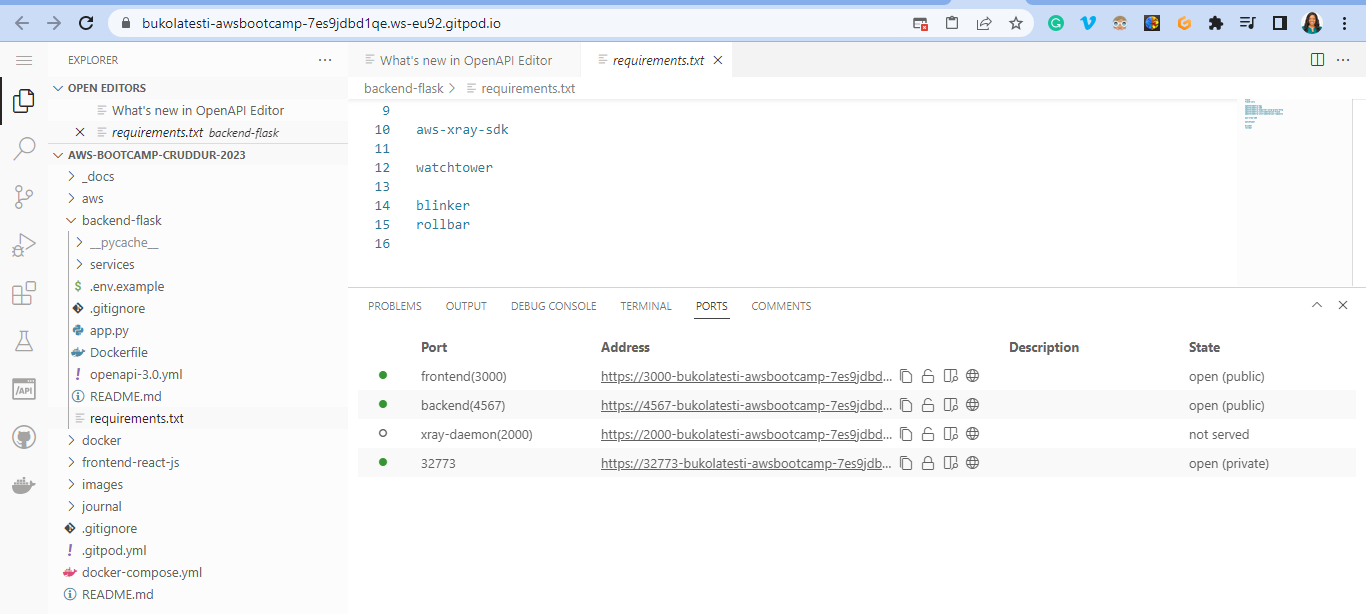 bukolatesti-awsbootcamp-7es9jdbd1qe.ws-eu92.gitpod.io
EXPLORER
OPEN EDITORS
What's new in OpenAPI Editor
requirements.txt backend-flask
AWS-BOOTCAMP-CRUDDUR-2023
_docs
aws
backend-flask
__pycache__
services
.env.example
.gitignore
app.py
Dockerfile
openapi-3.0.yml
README.md
requirements.txt
docker
frontend-react-js
images
journal
.gitignore
.gitpod.yml
docker-compose.yml
README.md
What's new in OpenAPI Editor
requirements.txt
backend-flask > requirements.txt
9
10 aws-xray-sdk
11
12 watchtower
13
14 blinker
15 rollbar
16
PROBLEMS OUTPUT DEBUG CONSOLE TERMINAL PORTS COMMENTS
Port Address Description State
frontend(3000) https://3000-bukolatesti-awsbootcamp-7es9jdbd... open (public)
backend(4567) https://4567-bukolatesti-awsbootcamp-7es9jdbd... open (public)
xray-daemon(2000) https://2000-bukolatesti-awsbootcamp-7es9jdbd... not served
32773 https://32773-bukolatesti-awsbootcamp-7es9jdb... open (private)
/API